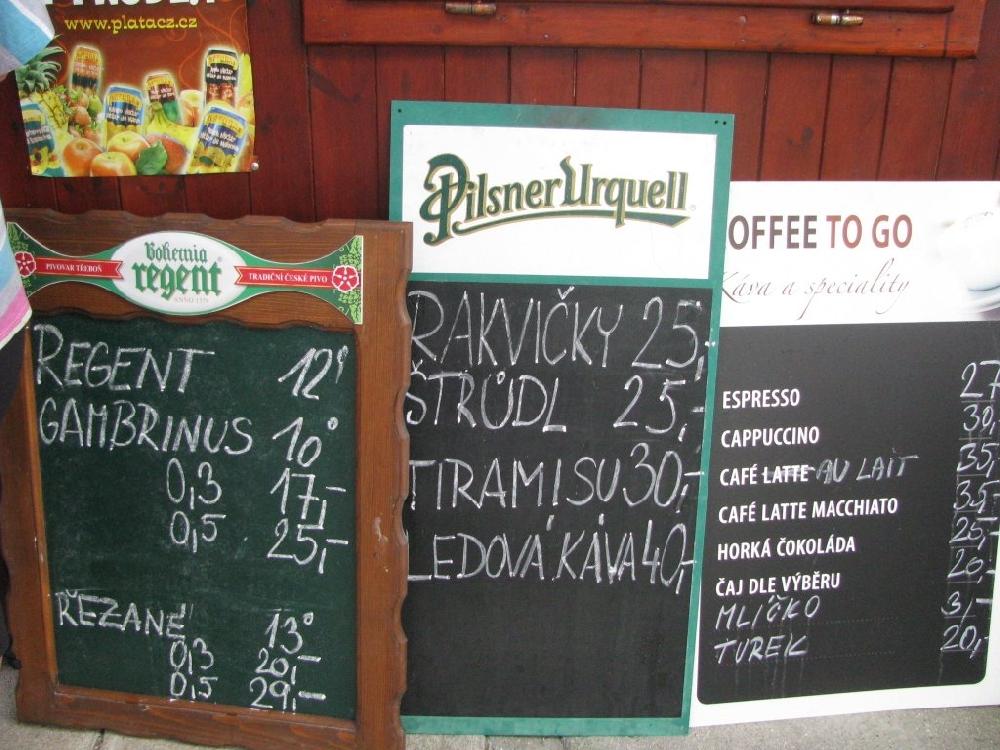 www.platacz.cz
Bohemia
regent
PIVOVAR TŘEBOŇ
TRADIČNÍ ČESKÉ PIVO
ANNO 1379
REGENT 12°
GAMBRINUS 10°
0,3 17,-
0,5 25,-
ŘEZANÉ 13°
0,3 20,-
0,5 29,-
Pilsner Urquell
RAKVIČKY 25,-
ŠTRŮDL 25,-
TIRAMISU 30,-
LEDOVÁ KÁVA 40,-
OFFEE TO GO
Káva a speciality
ESPRESSO 27
CAPPUCCINO 30,
CAFÉ LATTE AU LAIT 35,
CAFÉ LATTE MACCHIATO 35,-
HORKÁ ČOKOLÁDA 25,-
ČAJ DLE VÝBĚRU 20,-
MLÍČKO 3,-
TUREK 20,-